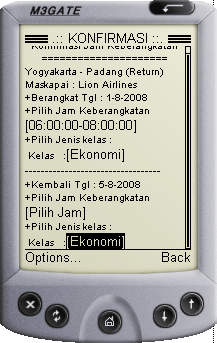 M3GATE
.:: KONFIRMASI ::.
Konfirmasi Jam Keberangkatan
======================
Yogyakarta - Padang (Return)
Maskapai : Lion Airlines
+Berangkat Tgl : 1-8-2008
+Pilih Jam Keberangkatan
[06:00:00-08:00:00]
+Pilih Jenis kelas :
Kelas :[Ekonomi]
-----------------------------------
+Kembali Tgl : 5-8-2008
+Pilih Jam Keberangkatan
[Pilih Jam]
+Pilih Jenis kelas :
Kelas :[Ekonomi]
Options... Back